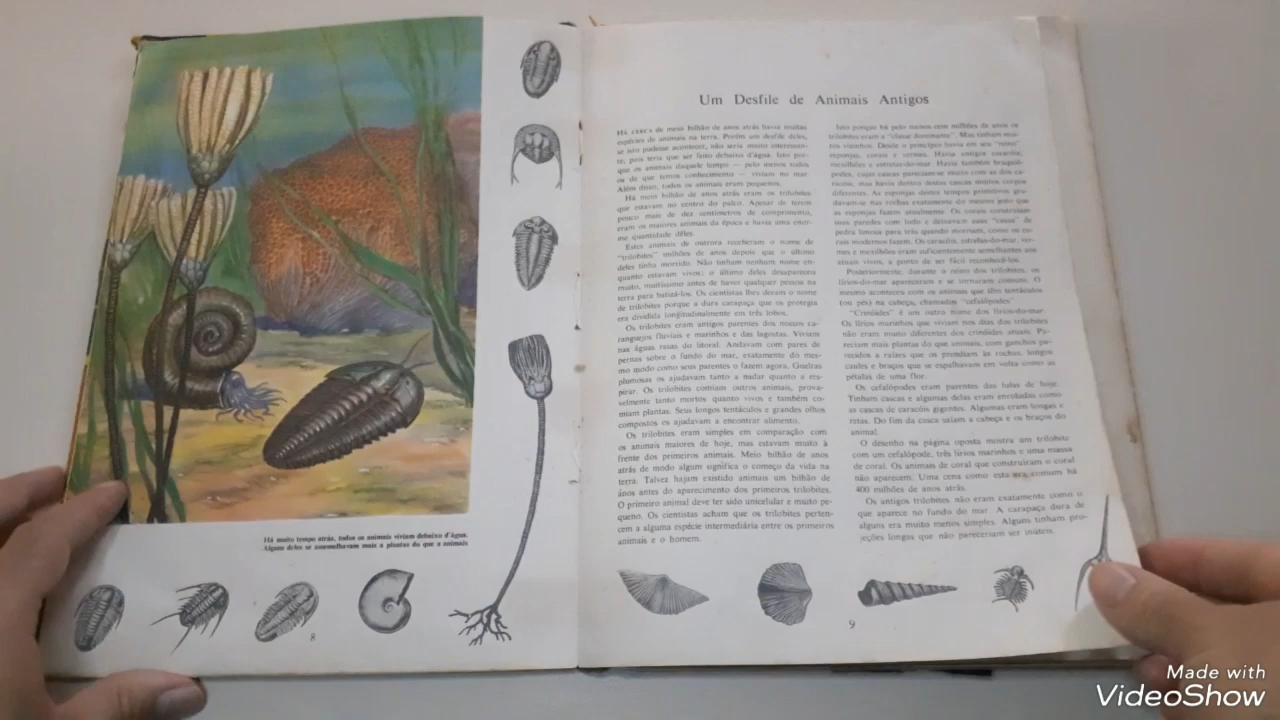 Há muito tempo atrás, todos os animais viviam debaixo d'água.
Alguns deles se assemelhavam mais a plantas do que a animais
8
Um Desfile de Animais Antigos
HÁ CERCA de meio bilhão de anos atrás havia muitas
espécies de animais na terra. Porém um desfile deles,
se isto pudesse acontecer, não seria muito interessan-
te, pois teria que ser feito debaixo d'água. Isto por-
que os animais daquele tempo — pelo menos todos
os de que temos conhecimento — viviam no mar.
Além disso, todos os animais eram pequenos.
Há meio bilhão de anos atrás eram os trilobites
que estavam no centro do palco. Apesar de terem
pouco mais de dez centímetros de comprimento,
eram os maiores animais da época e havia uma enor-
me quantidade dêles.
Estes animais de outrora receberam o nome de
"trilobites" milhões de anos depois que o último
deles tinha morrido. Não tinham nenhum nome en-
quanto estavam vivos; o último deles desaparecera
muito, muitíssimo antes de haver qualquer pessoa na
terra para batizá-los. Os cientistas lhes deram o nome
de trilobites porque a dura carapaça que os protegia
era dividida longitudinalmente em três lobos.
Os trilobites eram antigos parentes dos nossos ca-
ranguejos fluviais e marinhos e das lagostas. Viviam
nas águas rasas do litoral. Andavam com pares de
pernas sobre o fundo do mar, exatamente do mes-
mo modo como seus parentes o fazem agora. Guelras
plumosas os ajudavam tanto a nadar quanto a res-
pirar. Os trilobites comiam outros animais, prova-
velmente tanto mortos quanto vivos e também co-
miam plantas. Seus longos tentáculos e grandes olhos
compostos os ajudavam a encontrar alimento.
Os trilobites eram simples em comparação com
os animais maiores de hoje, mas estavam muito à
frente dos primeiros animais. Meio bilhão de anos
atrás de modo algum significa o começo da vida na
terra. Talvez hajam existido animais um bilhão de
anos antes do aparecimento dos primeiros trilobites.
O primeiro animal deve ter sido unicelular e muito pe-
queno. Os cientistas acham que os trilobites perten-
cem a alguma espécie intermediária entre os primeiros
animais e o homem.
Isto porque há pelo menos cem milhões de anos os
trilobites eram a "classe dominante". Mas tinham mui-
tos vizinhos. Desde o princípio havia em seu "reino"
esponjas, corais e vermes. Havia antigos caracóis,
mexilhões e estrêlas-do-mar. Havia também braquió-
podes, cujas cascas pareciam-se muito com as dos ca-
racóis, mas havia dentro destas cascas muitos corpos
diferentes. As esponjas destes tempos primitivos gru-
davam-se nas rochas exatamente do mesmo jeito que
as esponjas fazem atualmente. Os corais construíam
suas paredes com lodo e deixavam suas "casas" de
pedra limosa para trás quando morriam, como os co-
rais modernos fazem. Os caracóis, estrêlas-do-mar, ver-
mes e mexilhões eram suficientemente semelhantes aos
atuais vivos, a ponto de ser fácil reconhecê-los.
Posteriormente, durante o reino dos trilobites, os
lírios-do-mar apareceram e se tornaram comuns. O
mesmo acontece com os animais que têm tentáculos
(ou pés) na cabeça, chamados "cefalópodes"
"Crinóides" é um outro nome dos lírios-do-mar.
Os lírios marinhos que viviam nos dias dos trilobites
não eram muito diferentes dos crinóides atuais. Pa-
reciam mais plantas do que animais, com ganchos pa-
recidos a raízes que os prendiam às rochas, longos
caules e braços que se espalhavam em volta como as
pétalas de uma flor.
Os cefalópodes eram parentes das lulas de hoje.
Tinham cascas e algumas delas eram enroladas como
as cascas de caracóis gigantes. Algumas eram longas e
retas. Do fim da casca saíam a cabeça e os braços do
animal.
O desenho na página oposta mostra um trilobite
com um cefalópode, três lírios marinhos e uma massa
de coral. Os animais de coral que construíram o coral
não aparecem. Uma cena como esta era comum há
400 milhões de anos atrás.
Os antigos trilobites não eram exatamente como o
que aparece no fundo do mar. A carapaça dura de
alguns era muito menos simples. Alguns tinham pro-
jeções longas que não pareceriam ser inúteis.
9
Made with
VideoShow